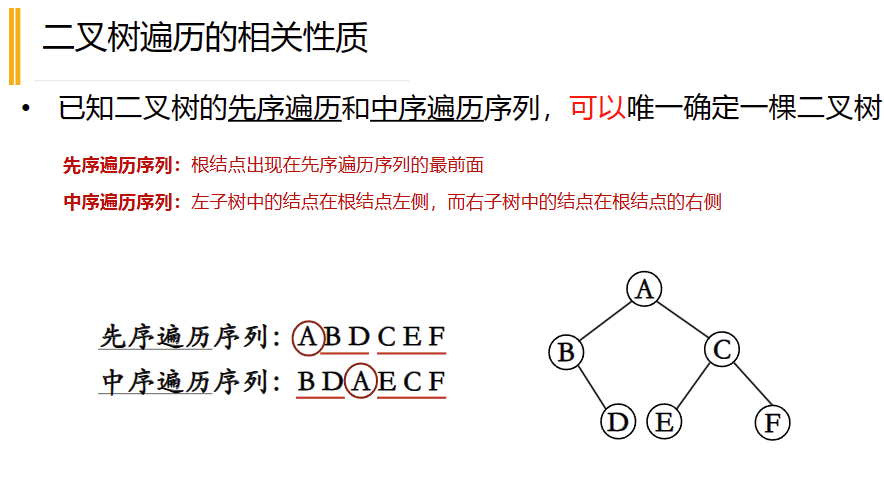 二叉树遍历的相关性质
• 已知二叉树的先序遍历和中序遍历序列，可以唯一确定一棵二叉树
先序遍历序列：根结点出现在先序遍历序列的最前面
中序遍历序列：左子树中的结点在根结点左侧，而右子树中的结点在根结点的右侧
先序遍历序列：A B D C E F
中序遍历序列：B D A E C F
A
B C
D E F